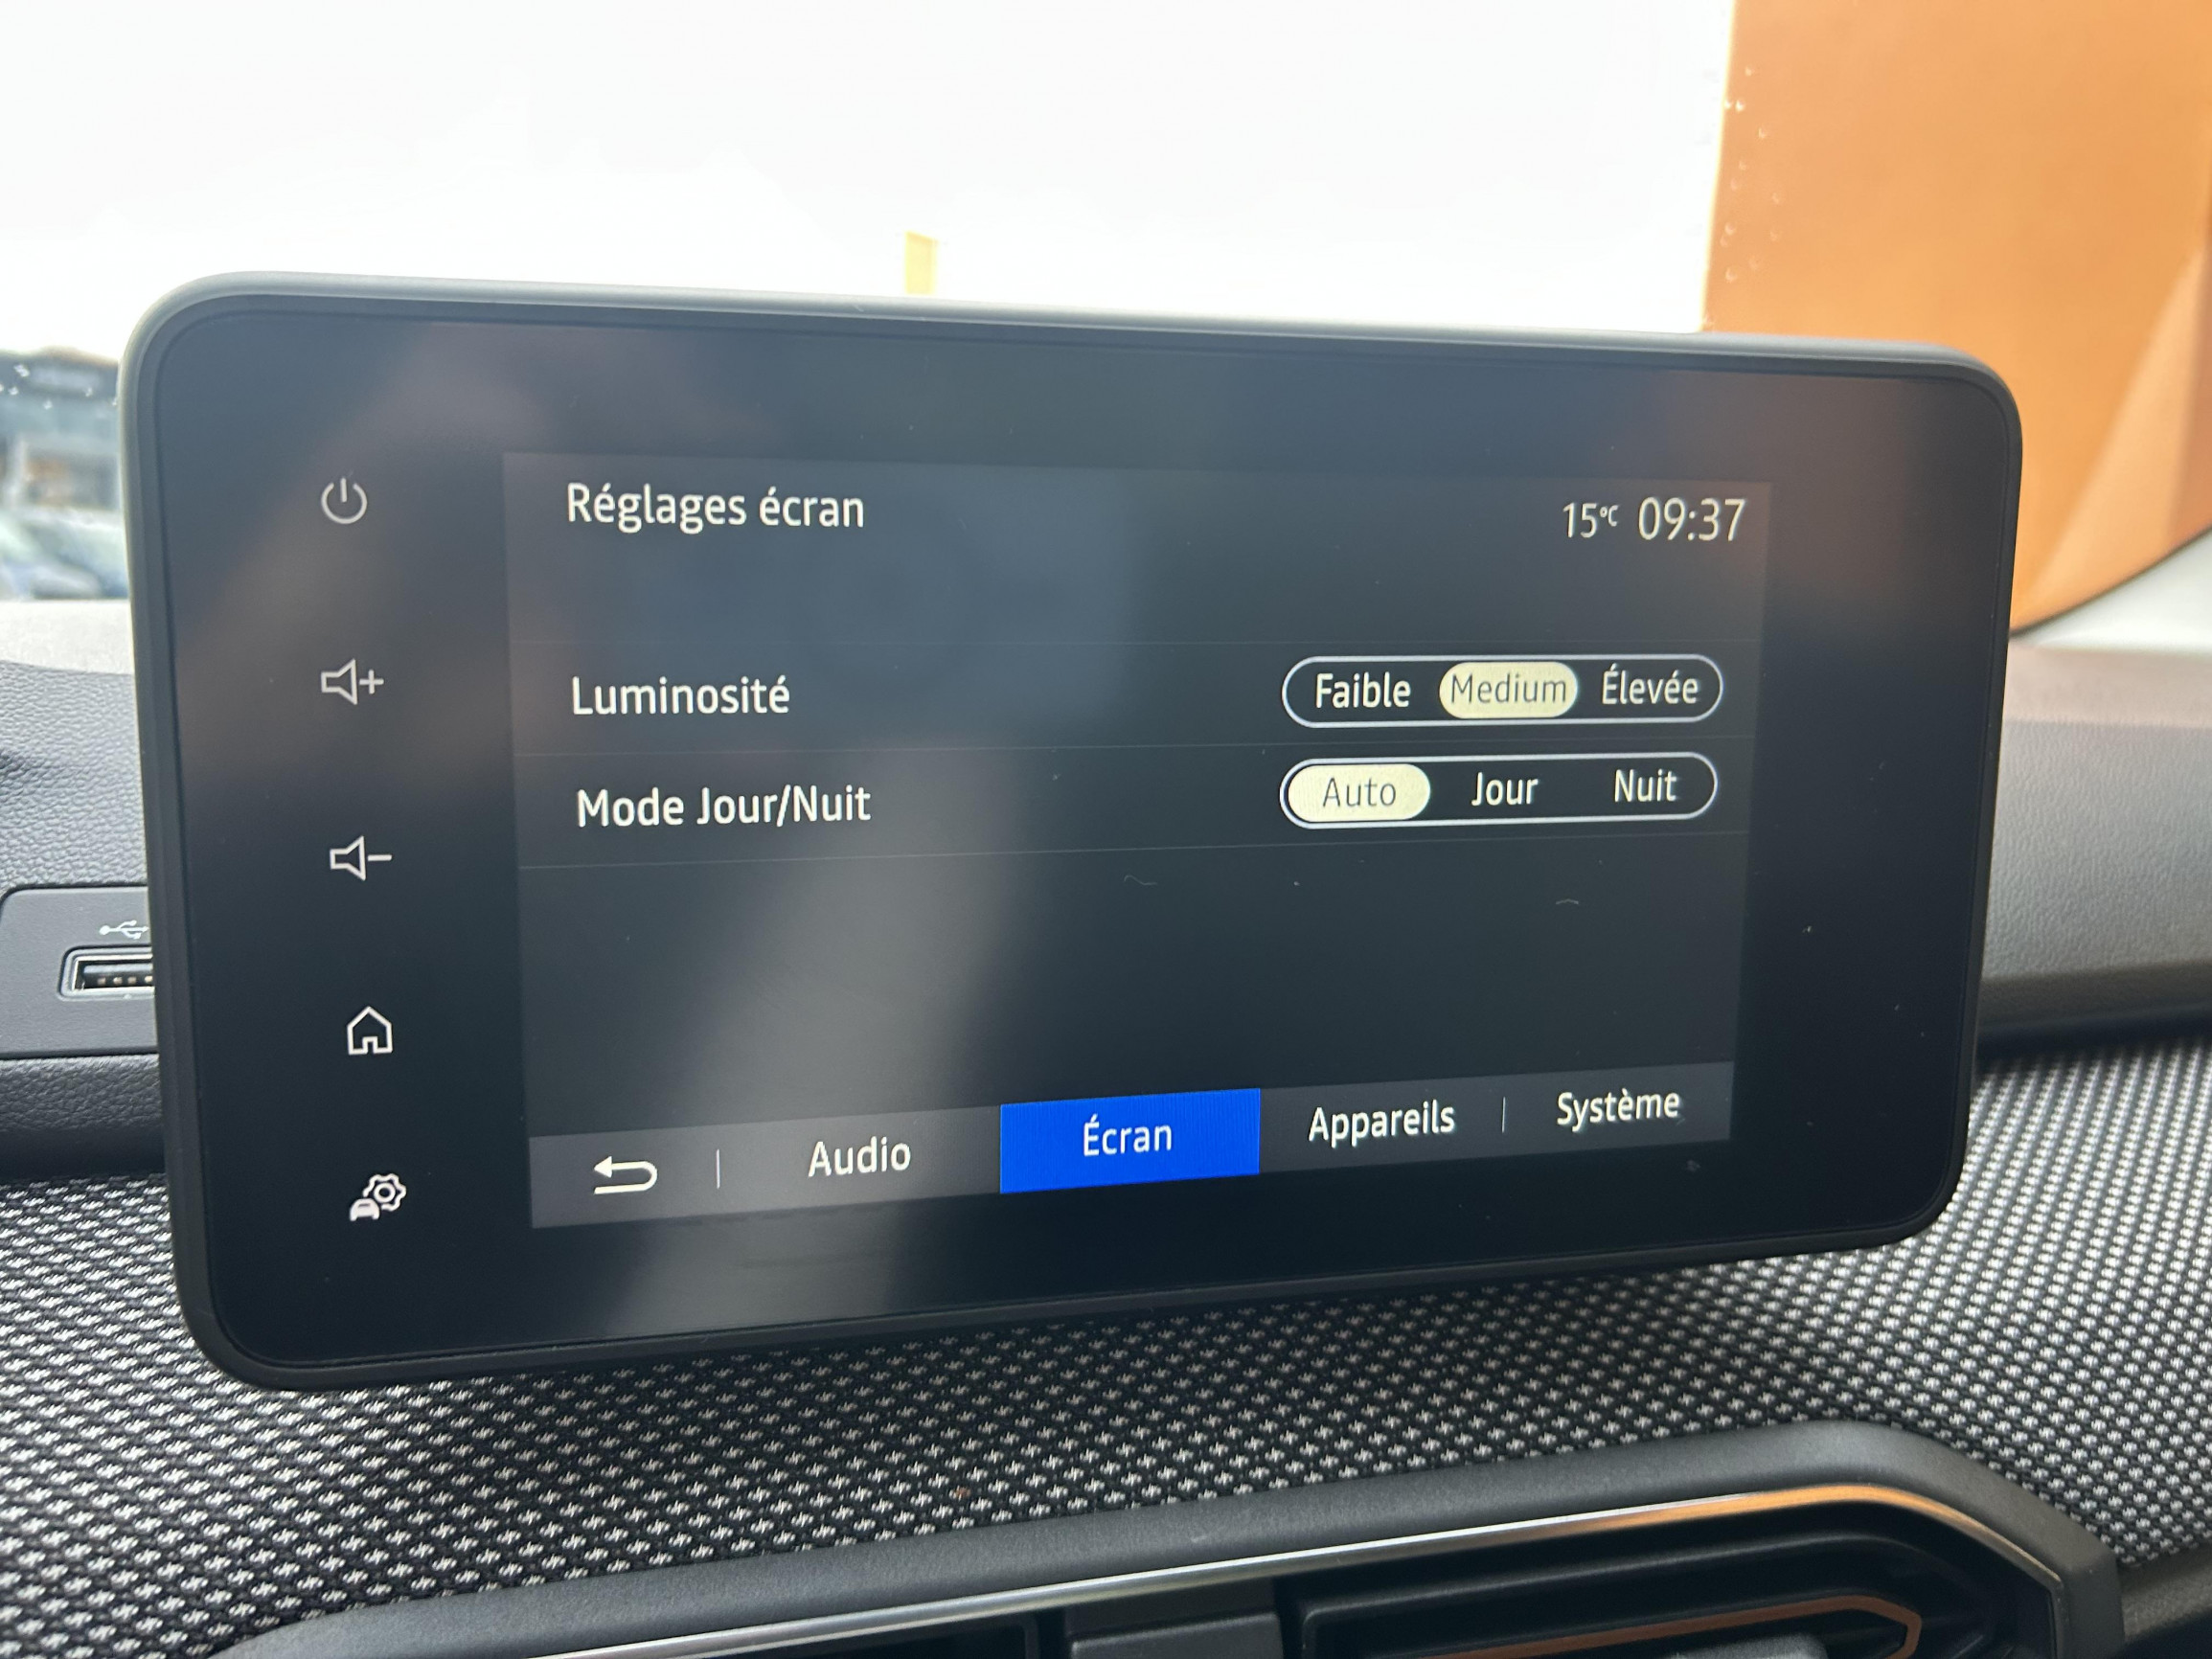 Réglages écran
15°C 09:37
Luminosité
Faible Medium Élevée
Mode Jour/Nuit
Auto Jour Nuit
Audio Écran Appareils Système